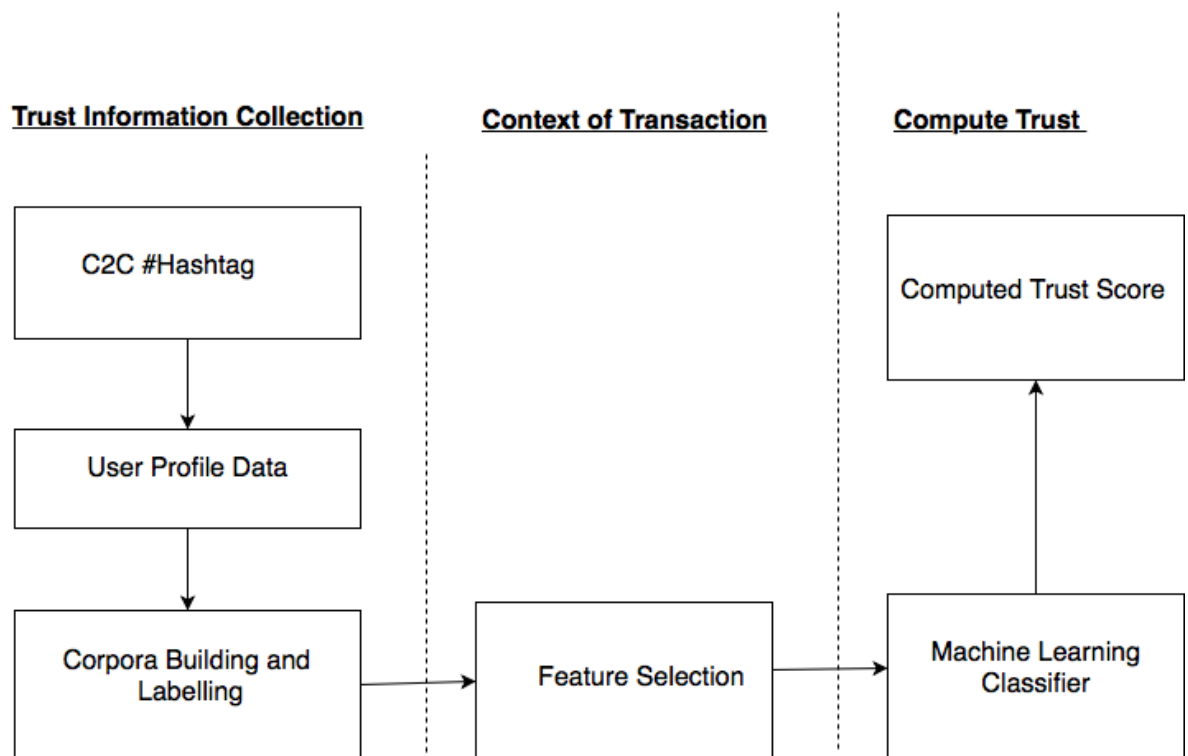 Trust Information Collection
Context of Transaction
Compute Trust
C2C #Hashtag
User Profile Data
Corpora Building and
Labelling
Feature Selection
Machine Learning
Classifier
Computed Trust Score